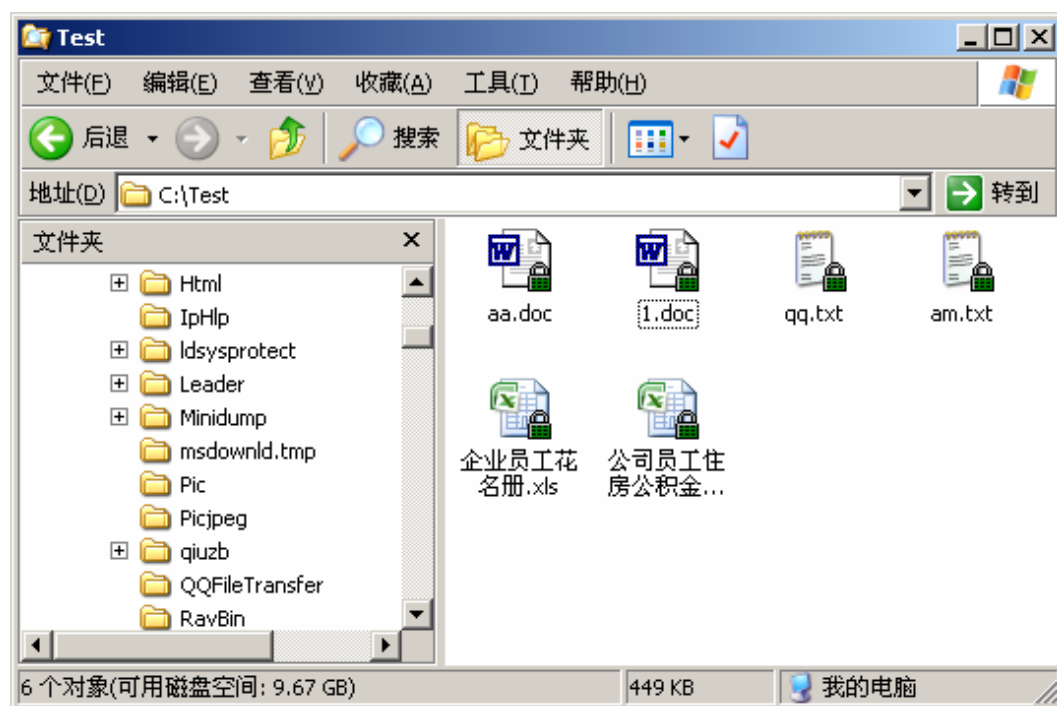 Test
文件(F) 编辑(E) 查看(V) 收藏(A) 工具(T) 帮助(H)
后退 搜索 文件夹
地址(D) C:\Test 转到
文件夹
Html
IpHlp
ldsysprotect
Leader
Minidump
msdownld.tmp
Pic
Picjpeg
qiuzb
QQFileTransfer
RavBin
aa.doc 1.doc qq.txt am.txt
企业员工花名册.xls
公司员工住房公积金...
6 个对象(可用磁盘空间: 9.67 GB) 449 KB 我的电脑